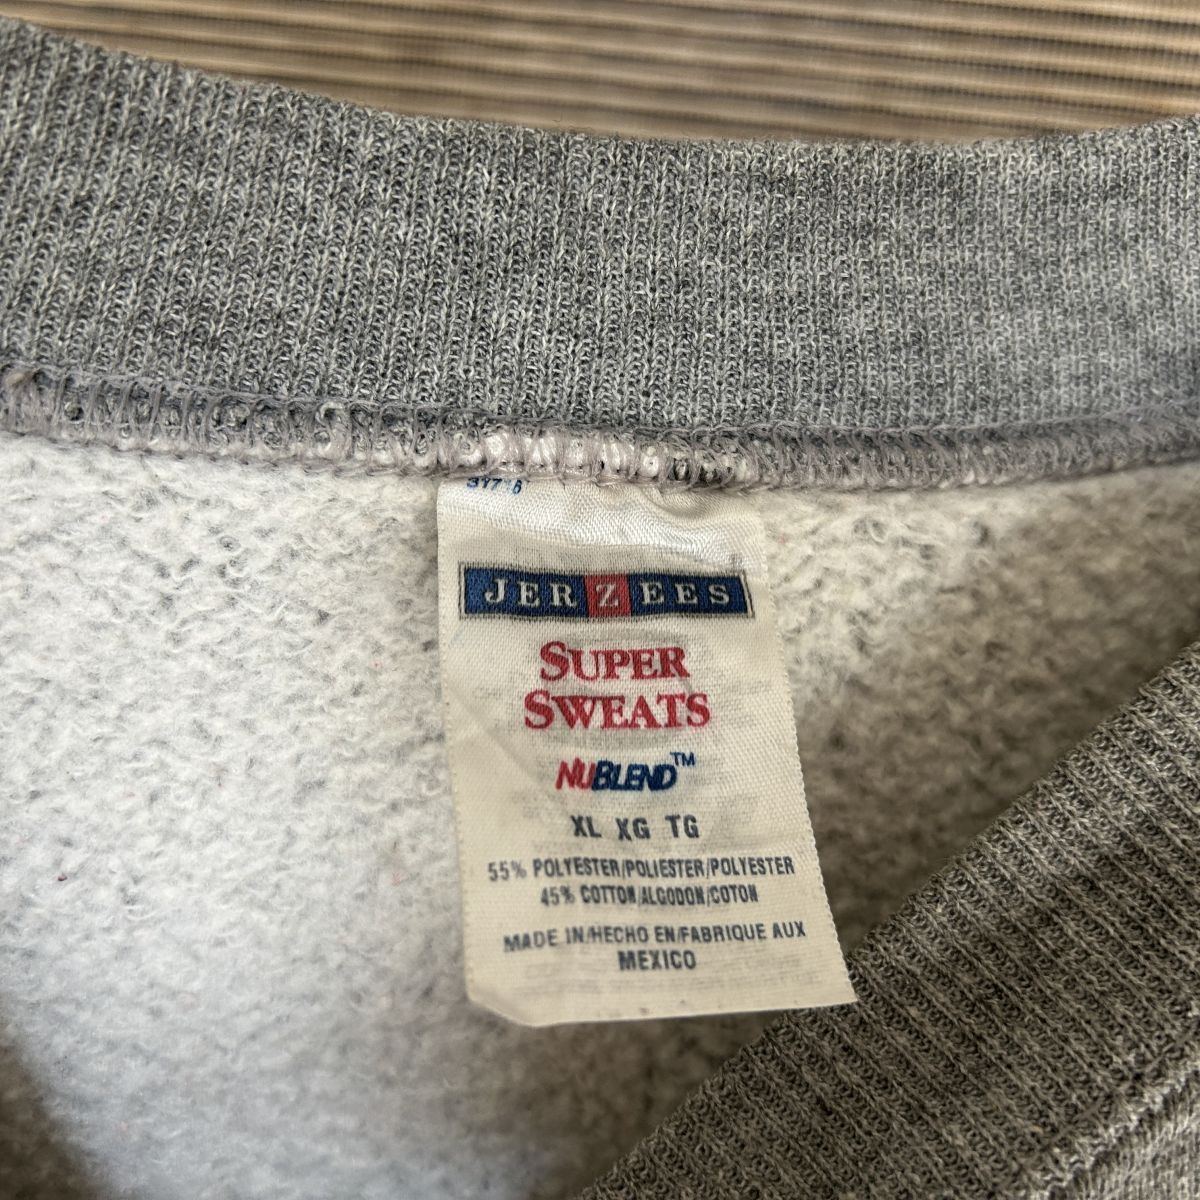 JERZEES
SUPER
SWEATS
NUBLEND™
XL XG TG
55% POLYESTER/POLIESTER/POLYESTER
45% COTTON/ALGODON/COTON
MADE IN/HECHO EN/FABRIQUE AUX
MEXICO